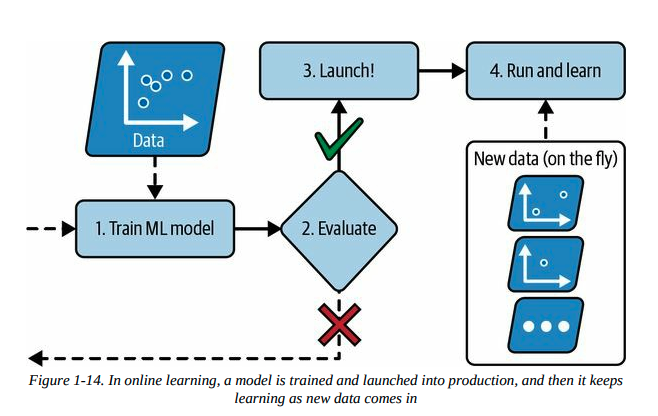 3. Launch!
4. Run and learn
Data
New data (on the fly)
1. Train ML model
2. Evaluate
Figure 1-14. In online learning, a model is trained and launched into production, and then it keeps
learning as new data comes in